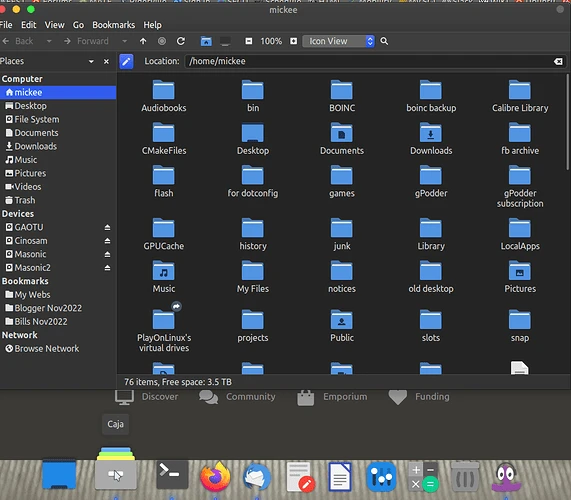 mickee
Edit View Go Bookmarks Help
Back Forward 100% Icon View
Places Location: /home/mickee
Computer
mickee
Desktop
File System
Documents
Downloads
Music
Pictures
Videos
Trash
Devices
GAOTU
Cinosam
Masonic
Masonic2
Bookmarks
My Webs
Blogger Nov2022
Bills Nov2022
Network
Browse Network
Audiobooks bin BOINC boinc backup Calibre Library
CMakeFiles Desktop Documents Downloads fb archive
flash for dotconfig games gPodder gPodder
subscription
GPUCache history junk Library LocalApps
Music My Files notices old desktop Pictures
PlayOnLinux's
virtual drives projects Public slots snap
76 items, Free space: 3.5 TB
Discover Community Emporium Funding
Caja